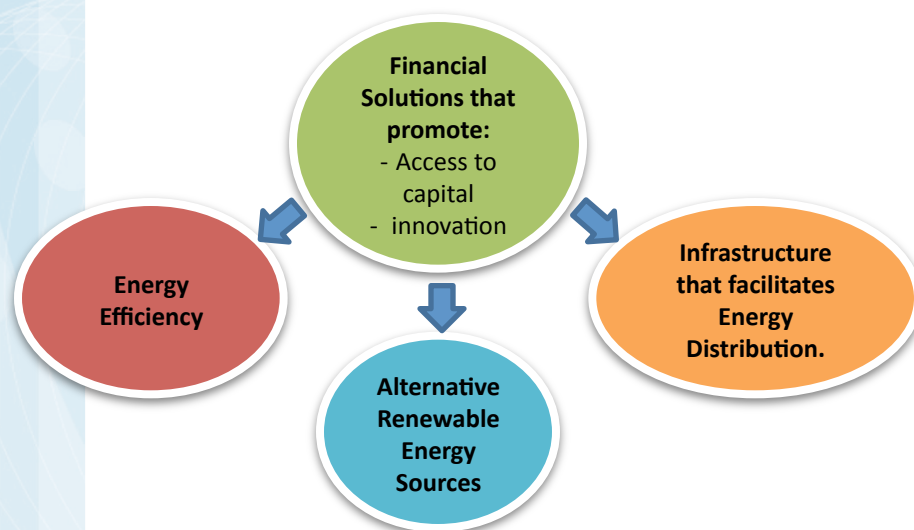 Financial
Solutions that
promote:
- Access to
capital
- innovation
Energy
Efficiency
Infrastructure
that facilitates
Energy
Distribution.
Alternative
Renewable
Energy
Sources